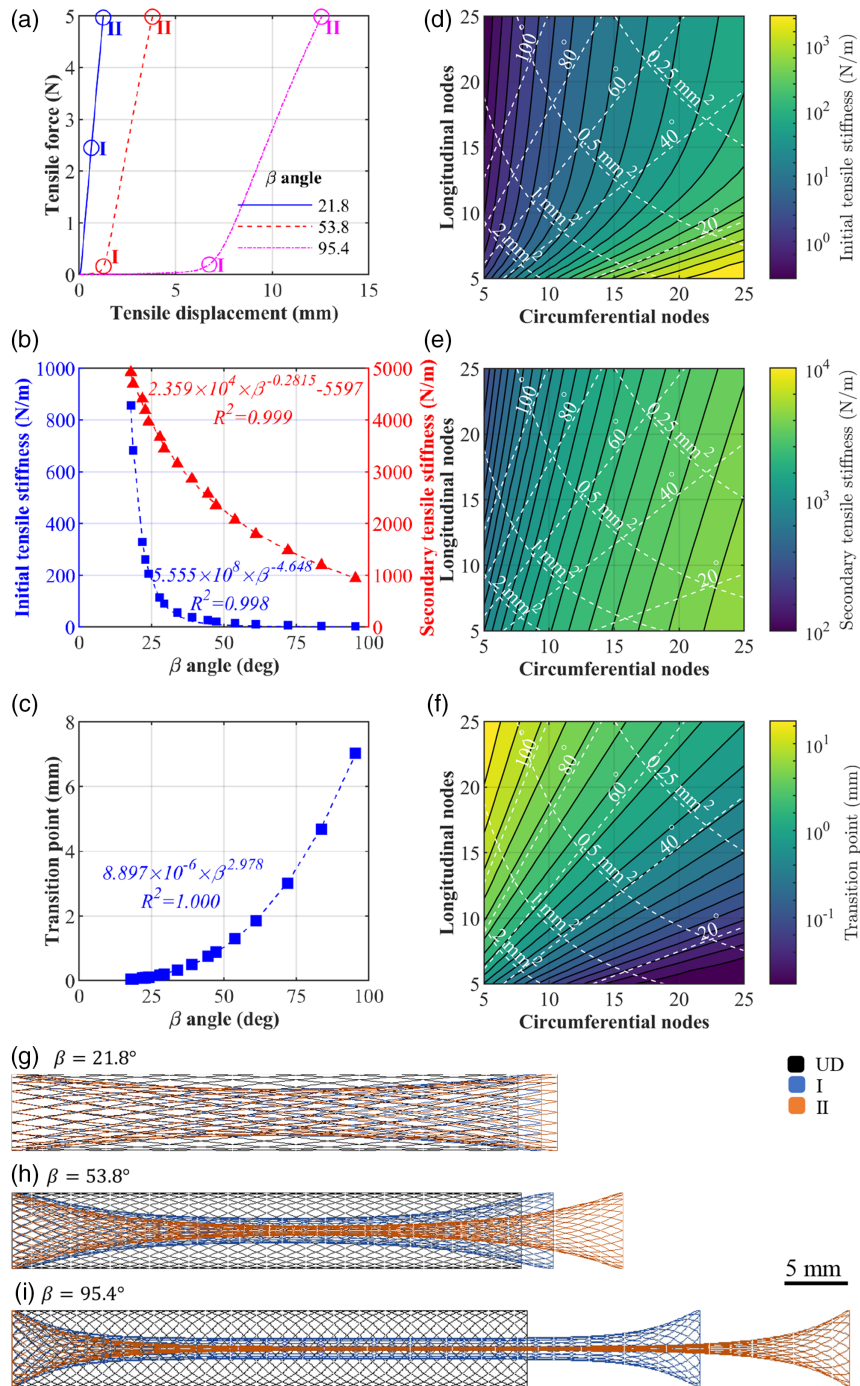 (a)
5
4
3
2
1
0
Tensile force (N)
II
II
II
I
I
I
β angle
21.8
53.8
95.4
0
5
10
15
Tensile displacement (mm)
(d)
25
20
15
10
5
Longitudinal nodes
100°
80°
60°
40°
20°
0.25 mm²
0.5 mm²
1 mm²
2 mm²
5
10
15
20
25
Circumferential nodes
10³
10²
10¹
10⁰
Initial tensile stiffness (N/m)
(b)
1000
800
600
400
200
0
Initial tensile stiffness (N/m)
2.359×10⁴×β^-0.2815-5597
R²=0.999
5.555×10⁸×β^-4.648
R²=0.998
5000
4000
3000
2000
1000
0
Secondary tensile stiffness (N/m)
0
25
50
75
100
β angle (deg)
(e)
25
20
15
10
5
Longitudinal nodes
100°
80°
60°
40°
20°
0.25 mm²
0.5 mm²
1 mm²
2 mm²
5
10
15
20
25
Circumferential nodes
10⁴
10³
10²
Secondary tensile stiffness (N/m)
(c)
8
6
4
2
0
Transition point (mm)
8.897×10⁻⁶×β^2.978
R²=1.000
0
25
50
75
100
β angle (deg)
(f)
25
20
15
10
5
Longitudinal nodes
100°
80°
60°
40°
20°
0.25 mm²
0.5 mm²
1 mm²
2 mm²
5
10
15
20
25
Circumferential nodes
10¹
10⁰
10⁻¹
Transition point (mm)
(g) β = 21.8°
UD
I
II
(h) β = 53.8°
5 mm
(i) β = 95.4°